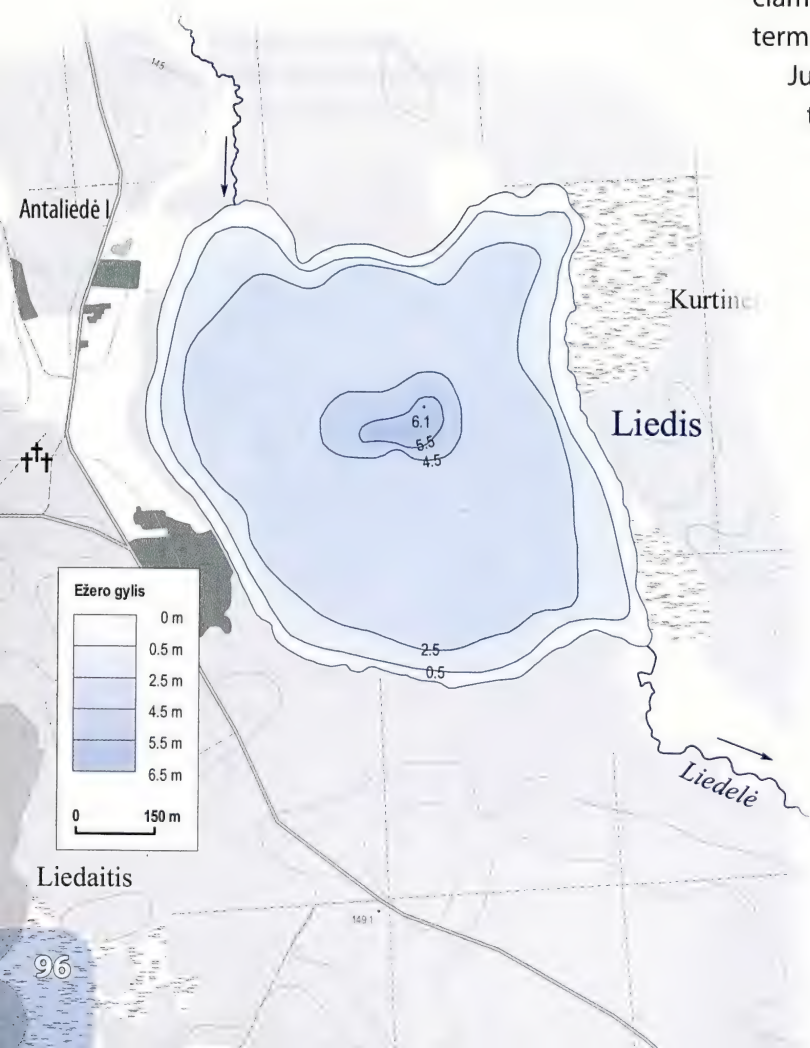 term
Ju
145
Antaliedė I
Kurtine
Liedis
6.1
5.5
4.5
Ežero gylis
0 m
0.5 m
2.5 m
4.5 m
5.5 m
6.5 m
0 150 m
2.5
0.5
Liedelė
Liedaitis
149.1
96